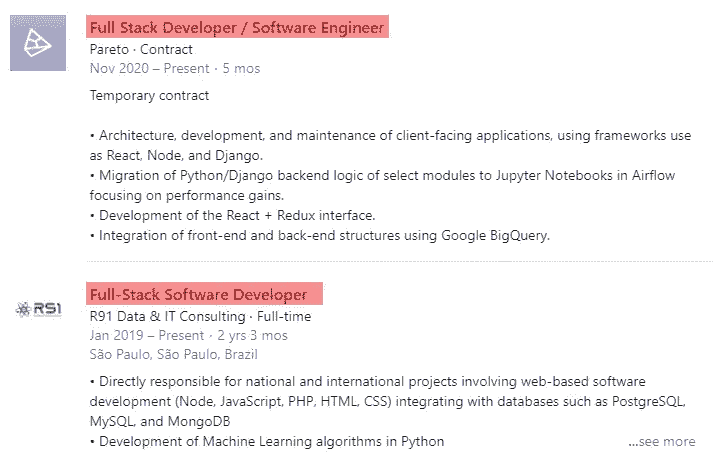 Full Stack Developer / Software Engineer
Pareto · Contract
Nov 2020 – Present · 5 mos
Temporary contract
• Architecture, development, and maintenance of client-facing applications, using frameworks use
as React, Node, and Django.
• Migration of Python/Django backend logic of select modules to Jupyter Notebooks in Airflow
focusing on performance gains.
• Development of the React + Redux interface.
• Integration of front-end and back-end structures using Google BigQuery.
Full-Stack Software Developer
RS1
R91 Data & IT Consulting · Full-time
Jan 2019 – Present · 2 yrs 3 mos
São Paulo, São Paulo, Brazil
• Directly responsible for national and international projects involving web-based software
development (Node, JavaScript, PHP, HTML, CSS) integrating with databases such as PostgreSQL,
MySQL, and MongoDB
• Development of Machine Learning algorithms in Python ...see more